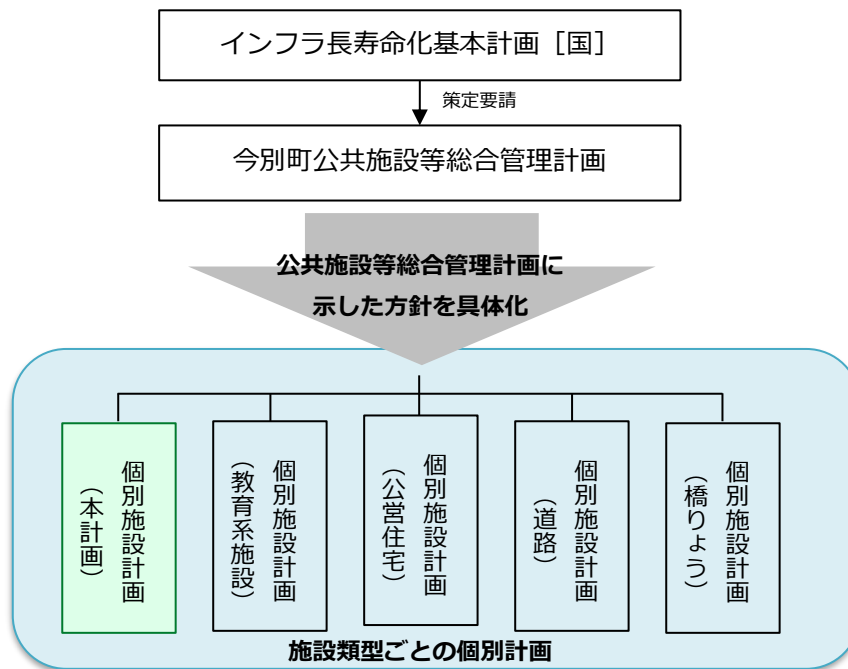 インフラ長寿命化基本計画［国］
策定要請
今別町公共施設等総合管理計画
公共施設等総合管理計画に
示した方針を具体化
個別施設計画
（本計画）
個別施設計画
（教育系施設）
個別施設計画
（公営住宅）
個別施設計画
（道路）
個別施設計画
（橋りょう）
施設類型ごとの個別計画